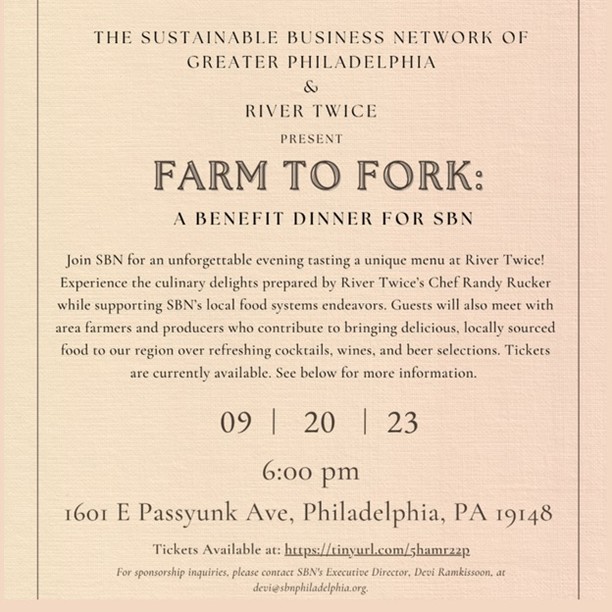 THE SUSTAINABLE BUSINESS NETWORK OF
GREATER PHILADELPHIA
&
RIVER TWICE
PRESENT
FARM TO FORK:
A BENEFIT DINNER FOR SBN
Join SBN for an unforgettable evening tasting a unique menu at River Twice!
Experience the culinary delights prepared by River Twice's Chef Randy Rucker
while supporting SBN's local food systems endeavors. Guests will also meet with
area farmers and producers who contribute to bringing delicious, locally sourced
food to our region over refreshing cocktails, wines, and beer selections. Tickets
are currently available. See below for more information.
09 | 20 | 23
6:00 pm
1601 E Passyunk Ave, Philadelphia, PA 19148
Tickets Available at: https://tinyurl.com/5hamr22p
For sponsorship inquiries, please contact SBN's Executive Director, Devi Ramkissoon, at
devi@sbnphiladelphia.org.